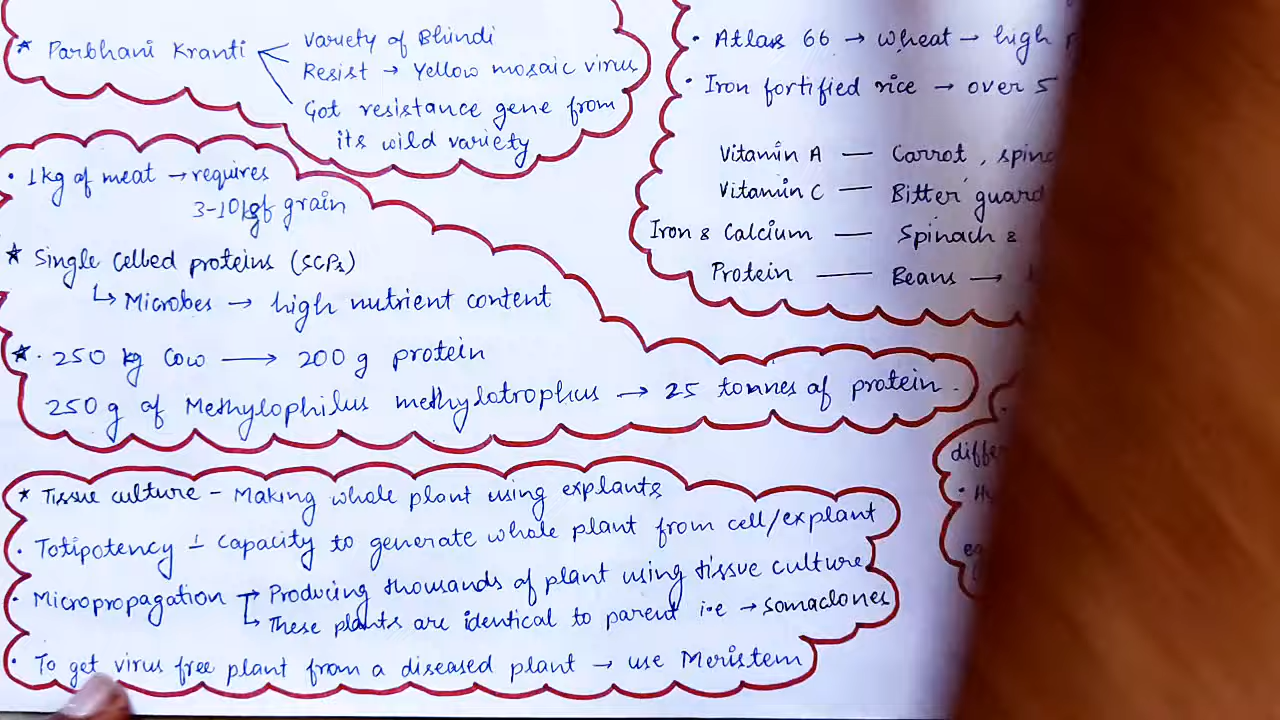 * Parbhani Kranti
Variety of Bhindi
Resist → Yellow mosaic virus
Got resistance gene from
its wild variety
• 1kg of meat → requires
3-10kgof grain
* Single celled proteins (SCPs)
↳ Microbes → high nutrient content
* • 250 kg Cow → 200 g protein
250 g of Methylophilus methylotrophus → 25 tonnes of protein.
* Tissue culture - Making whole plant using explants
• Totipotency - capacity to generate whole plant from cell/explant
• Micropropagation → Producing thousands of plant using tissue culture
↳ These plants are identical to parent i.e → somaclones
• To get virus free plant from a diseased plant → use Meristem
• Atlas 66 → wheat → high
• Iron fortified rice → over 5
Vitamin A — Carrot, spina
Vitamin C — Bitter guard
Iron & Calcium — Spinach &
Protein — Beans →
diffe